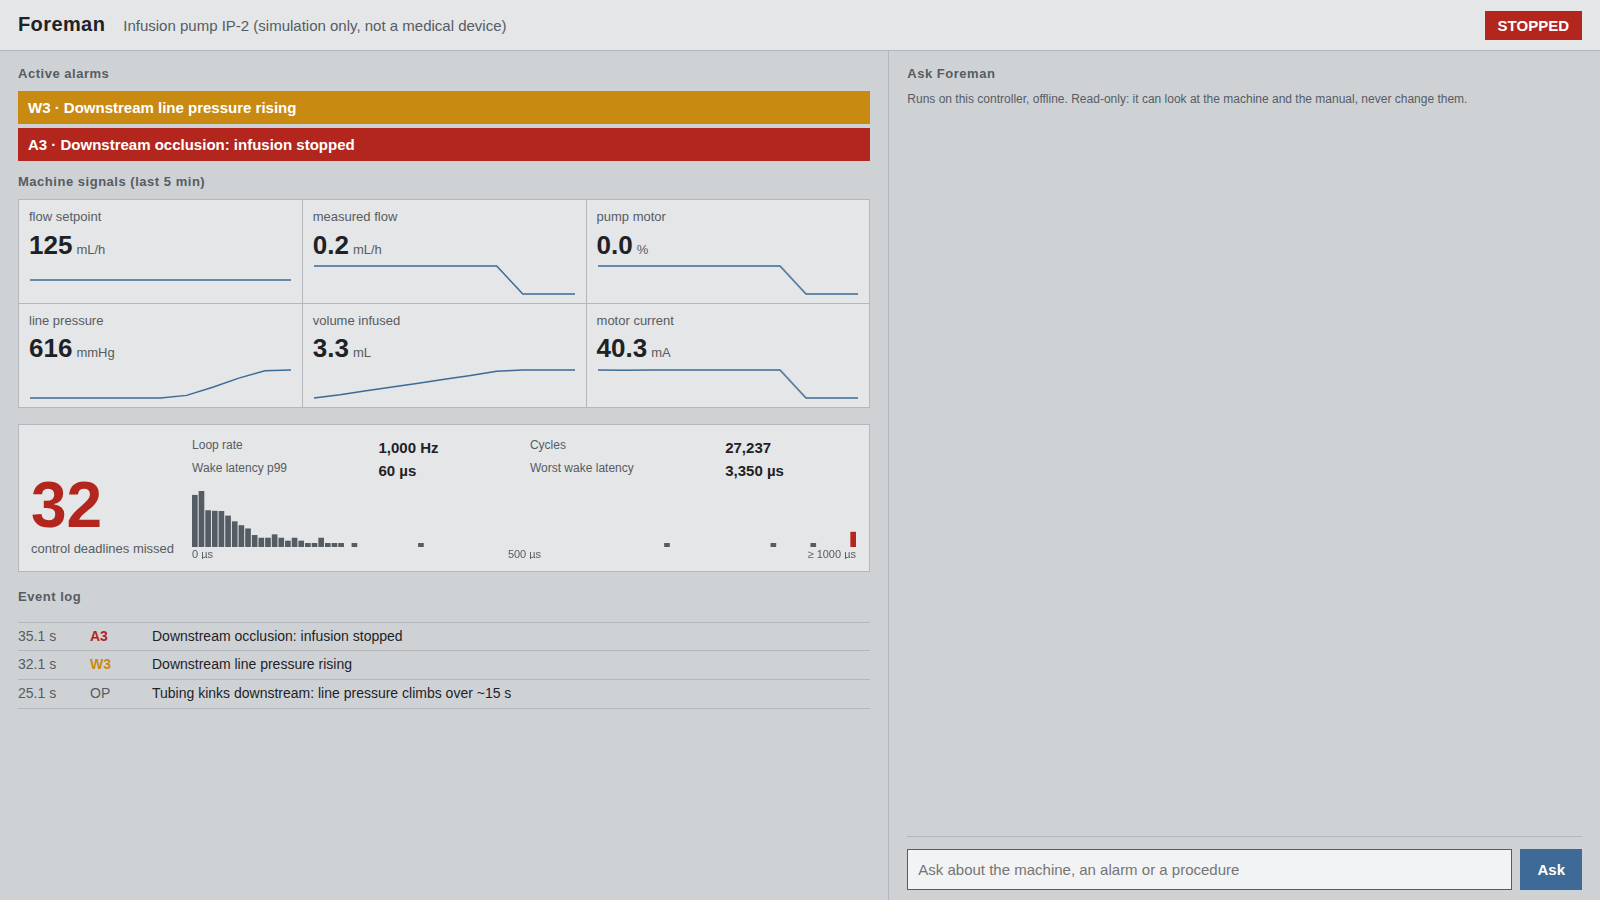 Foreman Infusion pump IP-2 (simulation only, not a medical device) STOPPED
Active alarms
W3 · Downstream line pressure rising
A3 · Downstream occlusion: infusion stopped
Machine signals (last 5 min)
flow setpoint
125 mL/h
measured flow
0.2 mL/h
pump motor
0.0 %
line pressure
616 mmHg
volume infused
3.3 mL
motor current
40.3 mA
32
control deadlines missed
Loop rate 1,000 Hz Cycles 27,237
Wake latency p99 60 µs Worst wake latency 3,350 µs
0 µs 500 µs ≥ 1000 µs
Event log
35.1 s A3 Downstream occlusion: infusion stopped
32.1 s W3 Downstream line pressure rising
25.1 s OP Tubing kinks downstream: line pressure climbs over ~15 s
Ask Foreman
Runs on this controller, offline. Read-only: it can look at the machine and the manual, never change them.
Ask about the machine, an alarm or a procedure
Ask